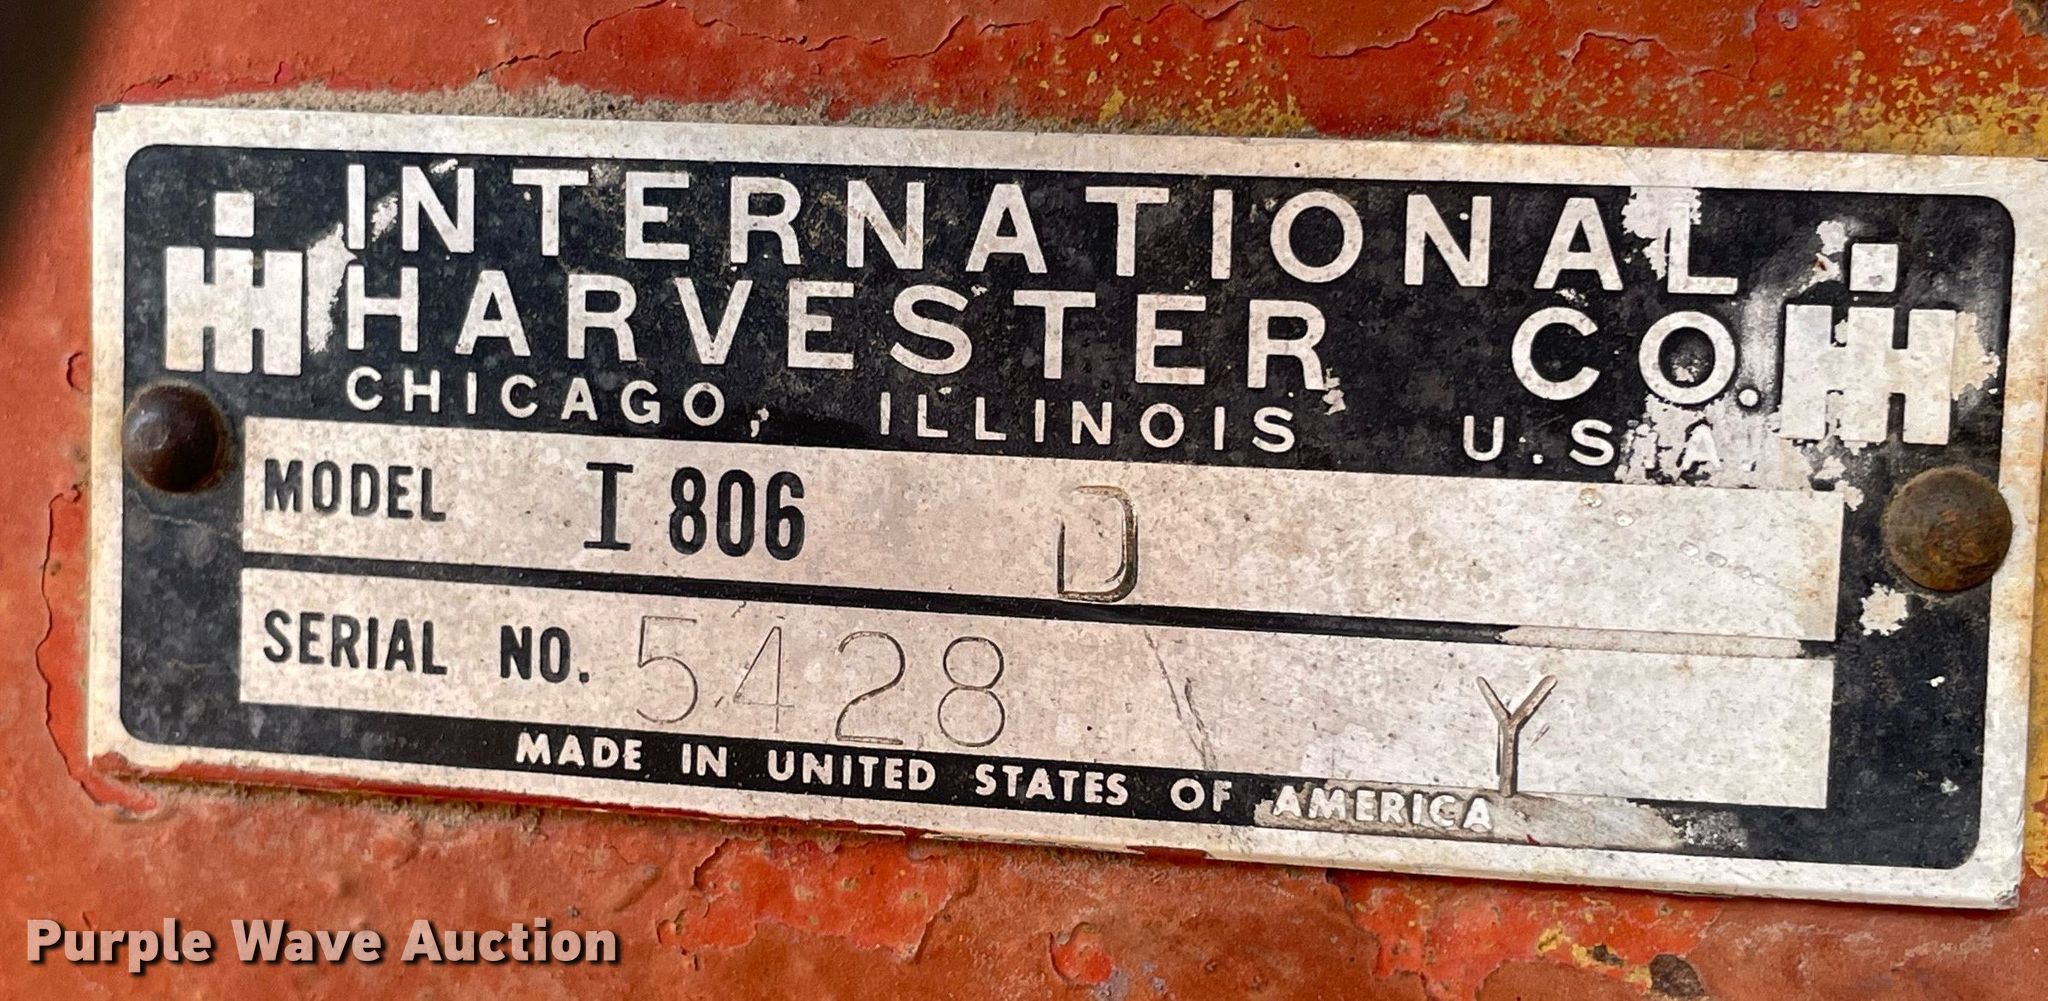 INTERNATIONAL
HARVESTER CO.
CHICAGO, ILLINOIS U.S.A.
MODEL I 806 D
SERIAL NO. 5428 Y
MADE IN UNITED STATES OF AMERICA
Purple Wave Auction